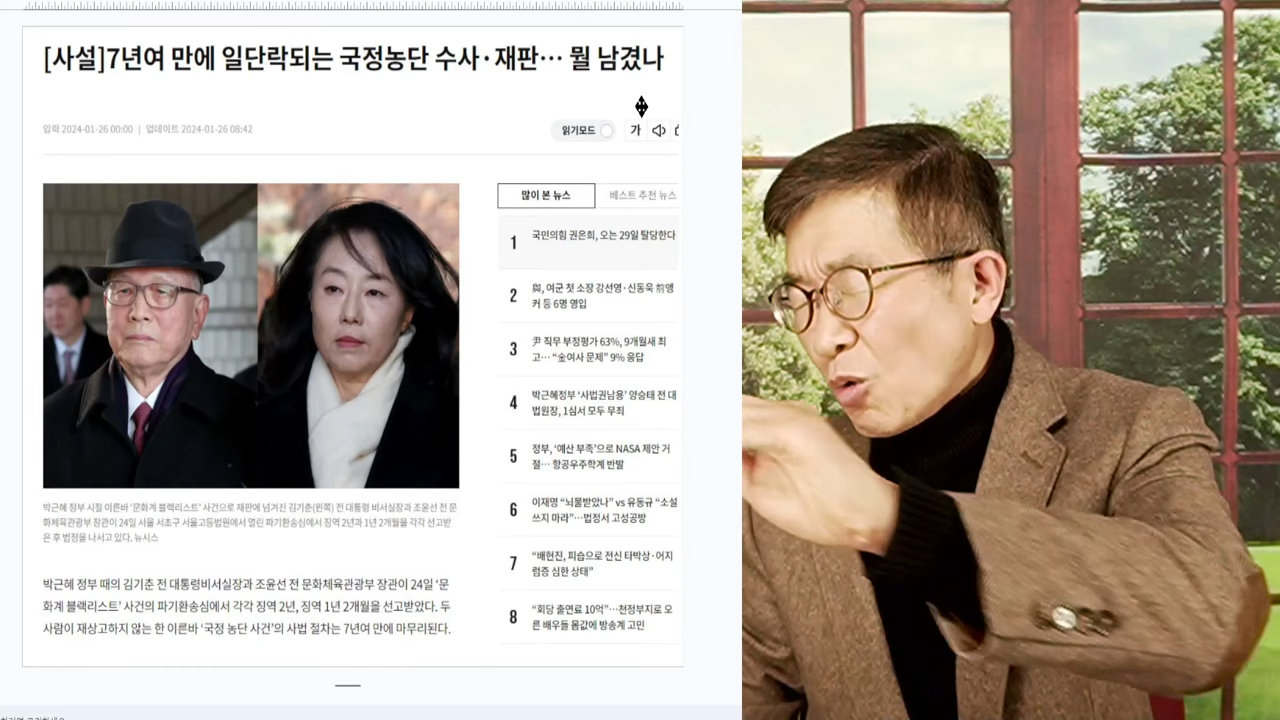 [사설]7년여 만에 일단락되는 국정농단 수사·재판… 뭘 남겼나
입력 2024-01-26 00:00 | 업데이트 2024-01-26 08:42
읽기모드
가
많이 본 뉴스
베스트 추천 뉴스
1
국민의힘 권은희, 오는 29일 탈당한다
2
與, 여군 첫 소장 강선영·신동욱 前앵
커 등 6명 영입
3
尹 직무 부정평가 63%, 9개월새 최
고… “金여사 문제” 9% 응답
4
박근혜정부 ‘사법권남용’ 양승태 전 대
법원장, 1심서 모두 무죄
5
정부, ‘예산 부족’으로 NASA 제안 거
절… 항공우주학계 반발
6
이재명 “뇌물받았나” vs 유동규 “소설
쓰지 마라”…법정서 고성공방
7
“배현진, 피습으로 전신 타박상·어지
럼증 심한 상태”
8
“회당 출연료 10억”…천정부지로 오
른 배우들 몸값에 방송계 고민
박근혜 정부 시절 이른바 ‘문화계 블랙리스트’ 사건으로 재판에 넘겨진 김기춘(왼쪽) 전 대통령 비서실장과 조윤선 전 문
화체육관광부 장관이 24일 서울 서초구 서울고등법원에서 열린 파기환송심에서 징역 2년과 1년 2개월을 각각 선고받
은 후 법정을 나서고 있다. 뉴시스
박근혜 정부 때의 김기춘 전 대통령비서실장과 조윤선 전 문화체육관광부 장관이 24일 ‘문
화계 블랙리스트’ 사건의 파기환송심에서 각각 징역 2년, 징역 1년 2개월을 선고받았다. 두
사람이 재상고하지 않는 한 이른바 ‘국정 농단 사건’의 사법 절차는 7년여 만에 마무리된다.